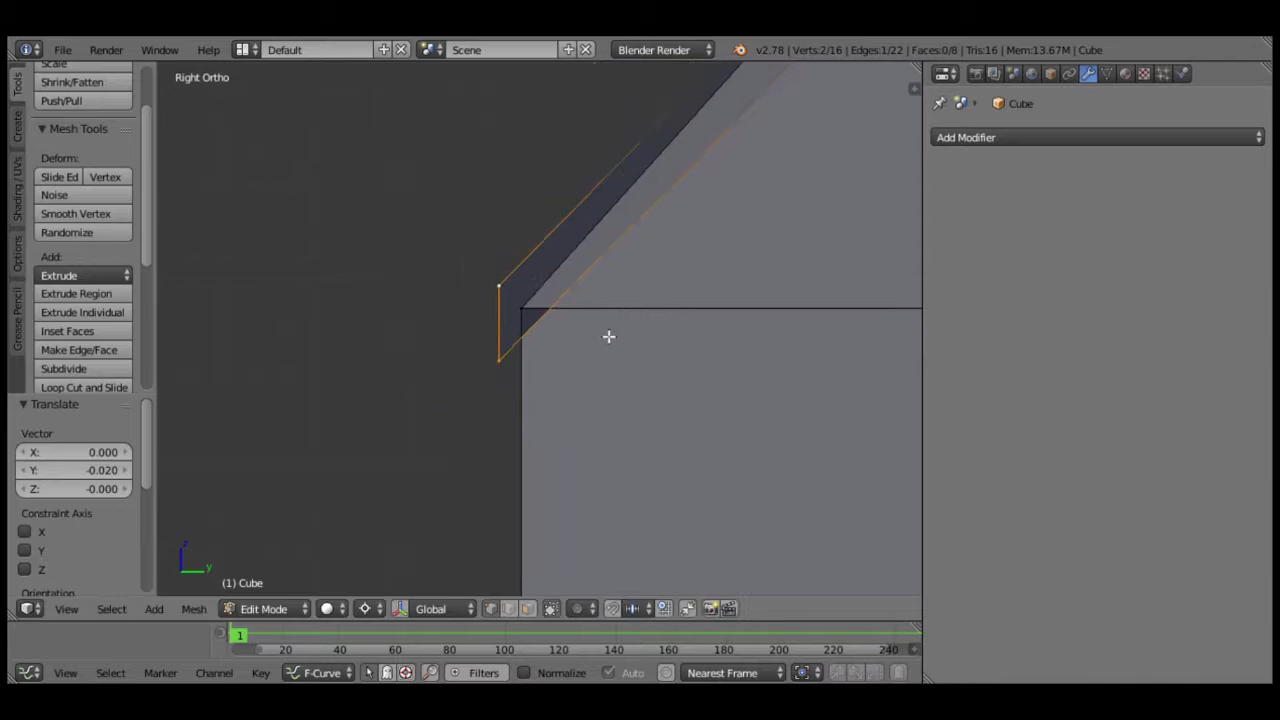 File Render Window Help Default Scene Blender Render v2.78 | Verts:2/16 | Edges:1/22 | Faces:0/8 | Tris:16 | Mem:13.67M | Cube
Tools
Create
Shading / UVs
Options
Grease Pencil
Scale
Shrink/Fatten
Push/Pull
Mesh Tools
Deform:
Slide Ed Vertex
Noise
Smooth Vertex
Randomize
Add:
Extrude
Extrude Region
Extrude Individual
Inset Faces
Make Edge/Face
Subdivide
Loop Cut and Slide
Translate
Vector
X: 0.000
Y: -0.020
Z: -0.000
Constraint Axis
X
Y
Z
Orientation
Right Ortho
z
y
(1) Cube
Cube
Add Modifier
View Select Add Mesh Edit Mode Global
1
20 40 60 80 100 120 140 160 180 200 220 240
View Select Marker Channel Key F-Curve Filters Normalize Auto Nearest Frame